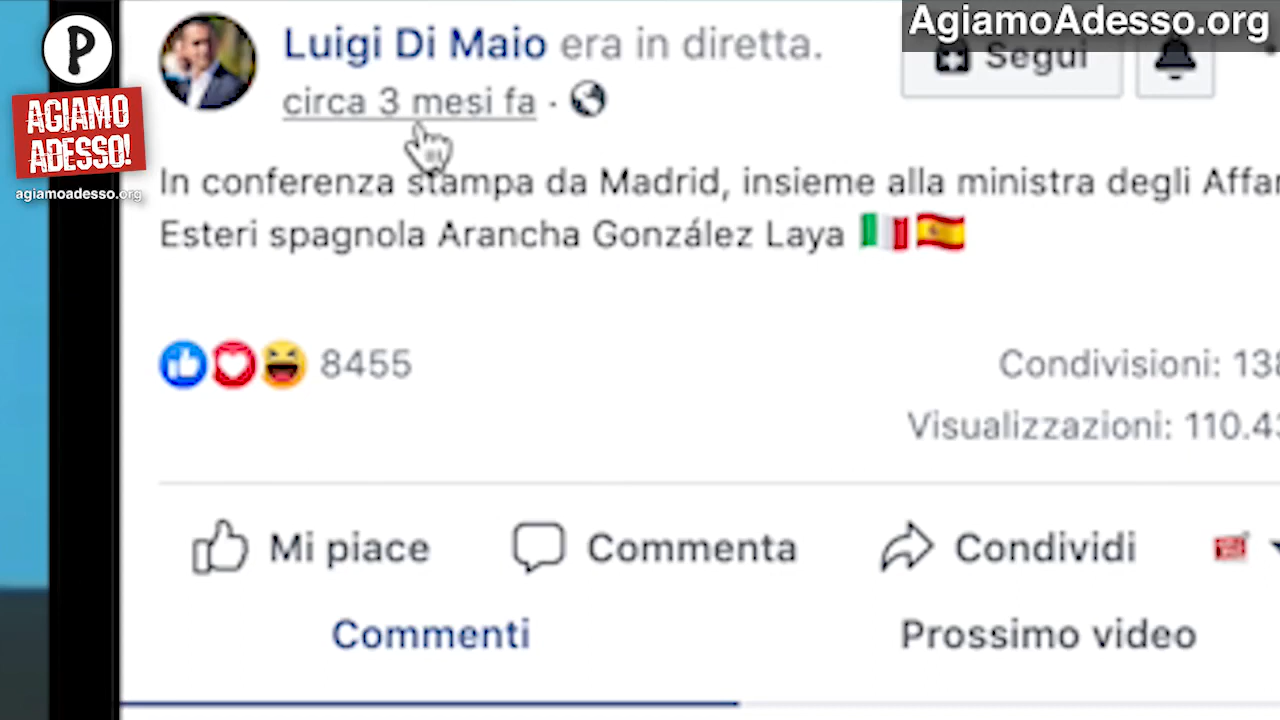 P
AGIAMO
ADESSO!
agiamoadesso.org
AgiamoAdesso.org
Luigi Di Maio era in diretta.
Segui
circa 3 mesi fa ·
In conferenza stampa da Madrid, insieme alla ministra degli
Esteri spagnola Arancha González Laya
8455
Condivisioni:
Visualizzazioni:
Mi piace
Commenta
Condividi
Commenti
Prossimo video